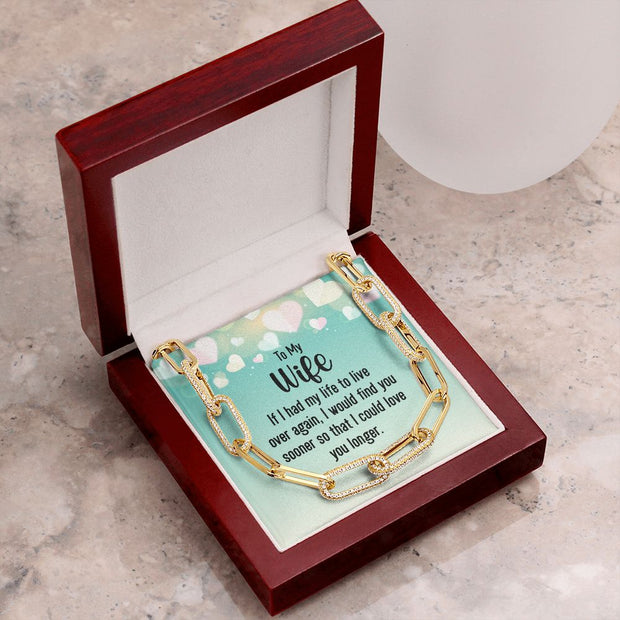 To My
Wife
If I had my life to live
over again, I would find you
sooner so that I could love
you longer.